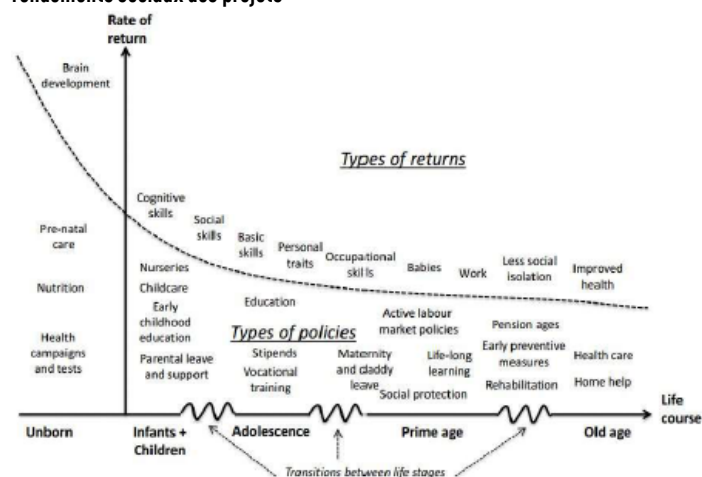 rendements sociaux des projets
Rate of
return
Brain
development
Types of returns
Cognitive
skills
Social
skills
Basic
skills
Personal
traits
Occupational
skills
Babies
Work
Less social
isolation
Improved
health
Pre-natal
care
Nutrition
Health
campaigns
and tests
Nurseries
Childcare
Early
childhood
education
Parental leave
and support
Education
Types of policies
Stipends
Vocational
training
Maternity
and daddy
leave
Active labour
market policies
Life-long
learning
Social protection
Pension ages
Early preventive
measures
Rehabilitation
Health care
Home help
Life
course
Unborn
Infants +
Children
Adolescence
Prime age
Old age
Transitions between life stages